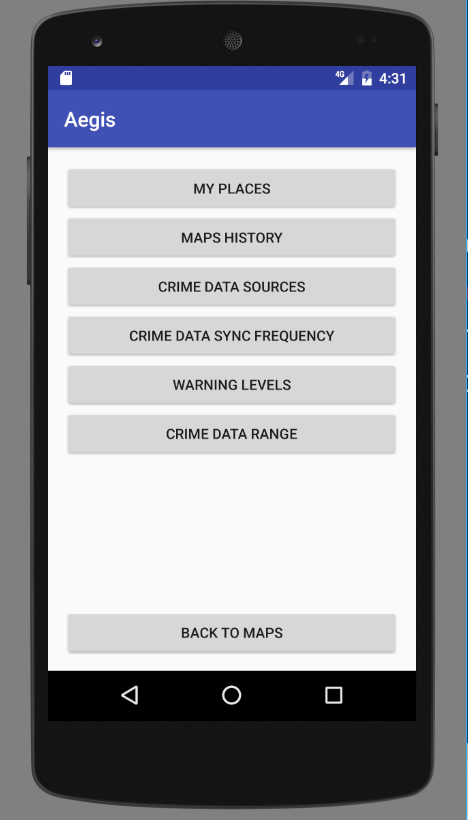 4G 4:31
Aegis
MY PLACES
MAPS HISTORY
CRIME DATA SOURCES
CRIME DATA SYNC FREQUENCY
WARNING LEVELS
CRIME DATA RANGE
BACK TO MAPS